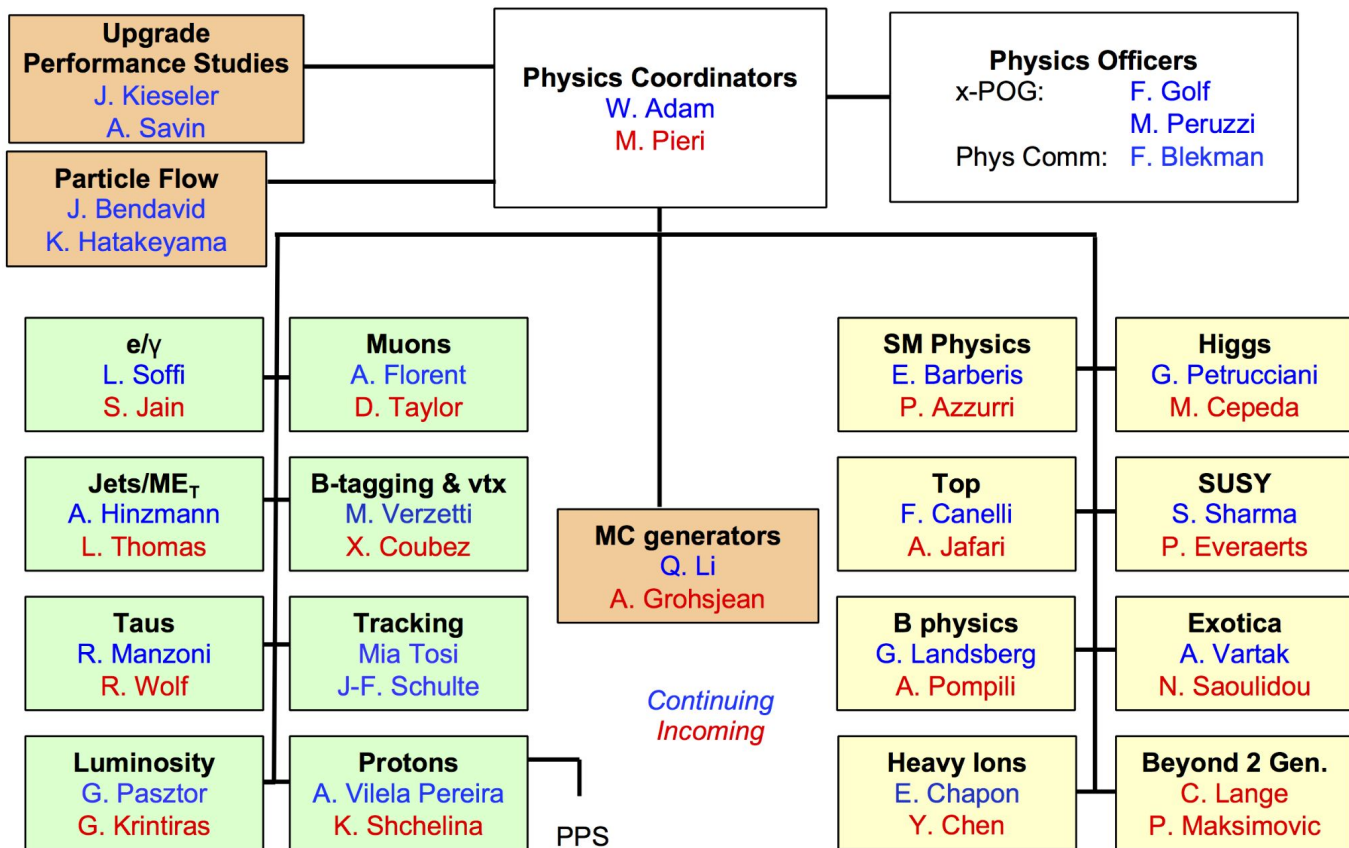 Upgrade
Performance Studies
J. Kieseler
A. Savin
Physics Coordinators
W. Adam
M. Pieri
Physics Officers
x-POG: F. Golf
M. Peruzzi
Phys Comm: F. Blekman
Particle Flow
J. Bendavid
K. Hatakeyama
e/γ
L. Soffi
S. Jain
Muons
A. Florent
D. Taylor
SM Physics
E. Barberis
P. Azzurri
Higgs
G. Petrucciani
M. Cepeda
Jets/MET
A. Hinzmann
L. Thomas
B-tagging & vtx
M. Verzetti
X. Coubez
MC generators
Q. Li
A. Grohsjean
Top
F. Canelli
A. Jafari
SUSY
S. Sharma
P. Everaerts
Taus
R. Manzoni
R. Wolf
Tracking
Mia Tosi
J-F. Schulte
Continuing
Incoming
B physics
G. Landsberg
A. Pompili
Exotica
A. Vartak
N. Saoulidou
Luminosity
G. Pasztor
G. Krintiras
Protons
A. Vilela Pereira
K. Shchelina
PPS
Heavy Ions
E. Chapon
Y. Chen
Beyond 2 Gen.
C. Lange
P. Maksimovic